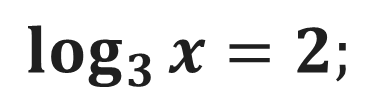 log₃ x = 2;